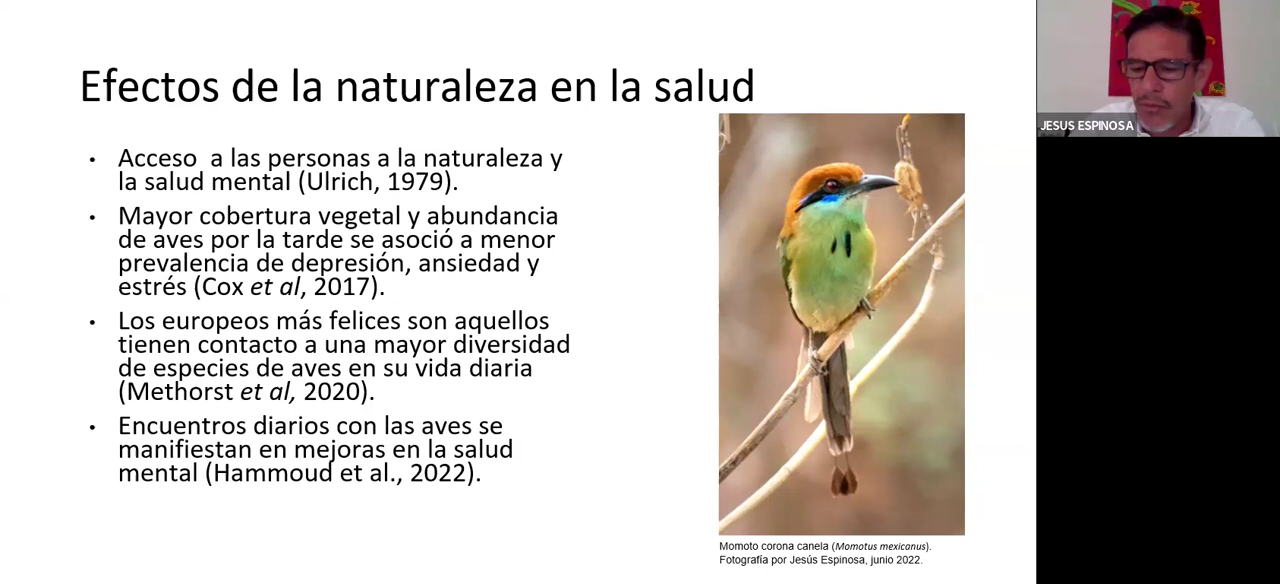 Efectos de la naturaleza en la salud
• Acceso a las personas a la naturaleza y
la salud mental (Ulrich, 1979).
• Mayor cobertura vegetal y abundancia
de aves por la tarde se asoció a menor
prevalencia de depresión, ansiedad y
estrés (Cox et al, 2017).
• Los europeos más felices son aquellos
tienen contacto a una mayor diversidad
de especies de aves en su vida diaria
(Methorst et al, 2020).
• Encuentros diarios con las aves se
manifiestan en mejoras en la salud
mental (Hammoud et al., 2022).
Momoto corona canela (Momotus mexicanus).
Fotografía por Jesús Espinosa, junio 2022.
JESUS ESPINOSA